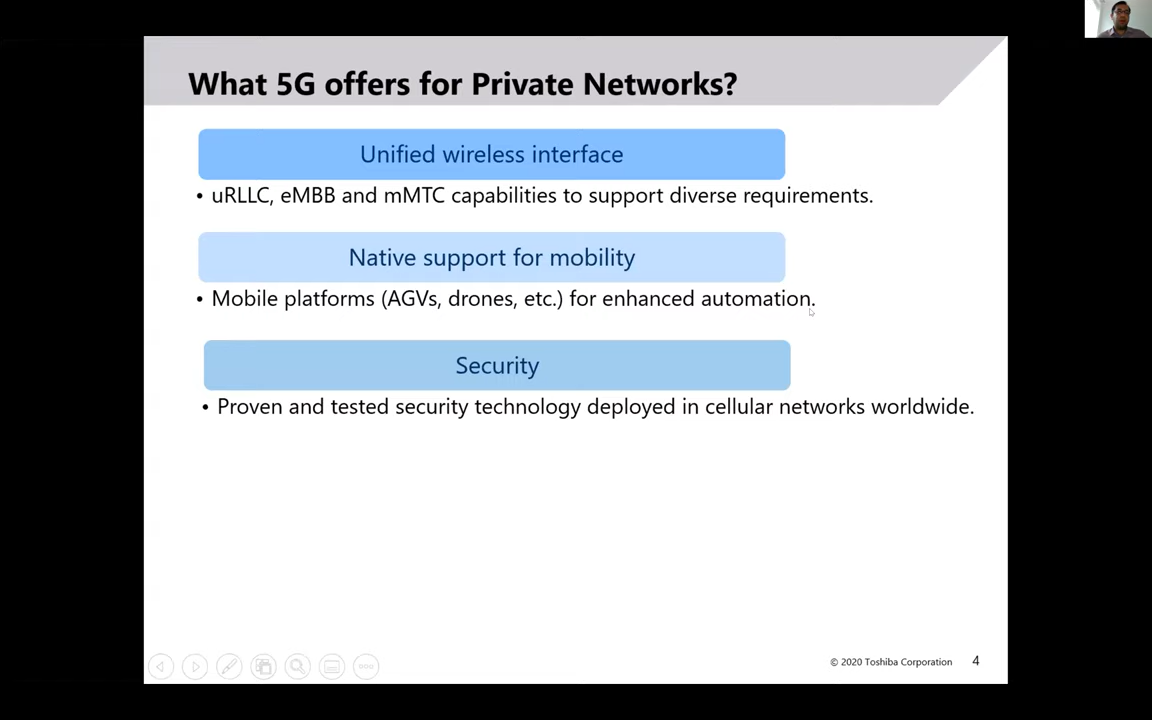 What 5G offers for Private Networks?
Unified wireless interface
• uRLLC, eMBB and mMTC capabilities to support diverse requirements.
Native support for mobility
• Mobile platforms (AGVs, drones, etc.) for enhanced automation.
Security
• Proven and tested security technology deployed in cellular networks worldwide.
© 2020 Toshiba Corporation 4